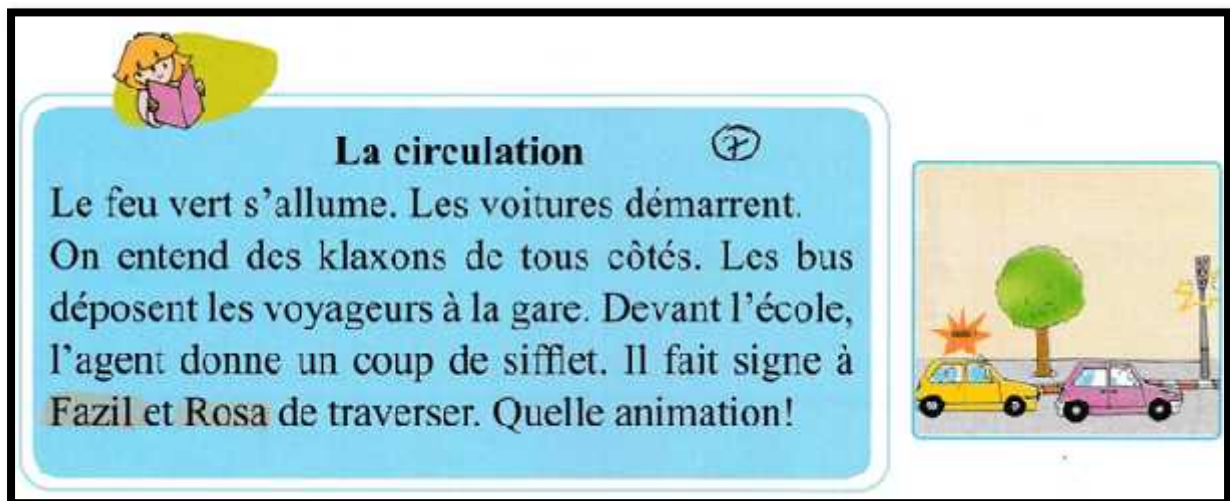 La circulation
7
Le feu vert s'allume. Les voitures démarrent.
On entend des klaxons de tous côtés. Les bus
déposent les voyageurs à la gare. Devant l'école,
l'agent donne un coup de sifflet. Il fait signe à
Fazil et Rosa de traverser. Quelle animation!